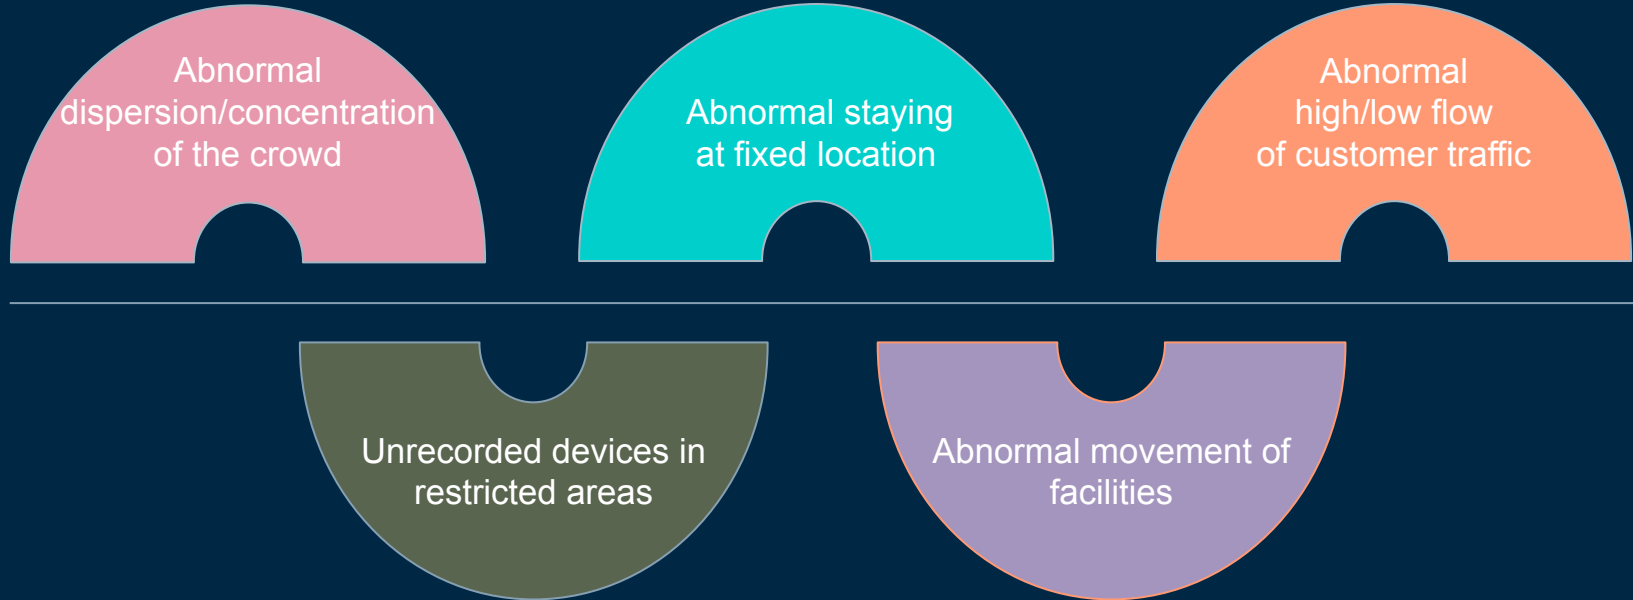 Abnormal
dispersion/concentration
of the crowd
Abnormal staying
at fixed location
Abnormal
high/low flow
of customer traffic
Unrecorded devices in
restricted areas
Abnormal movement of
facilities